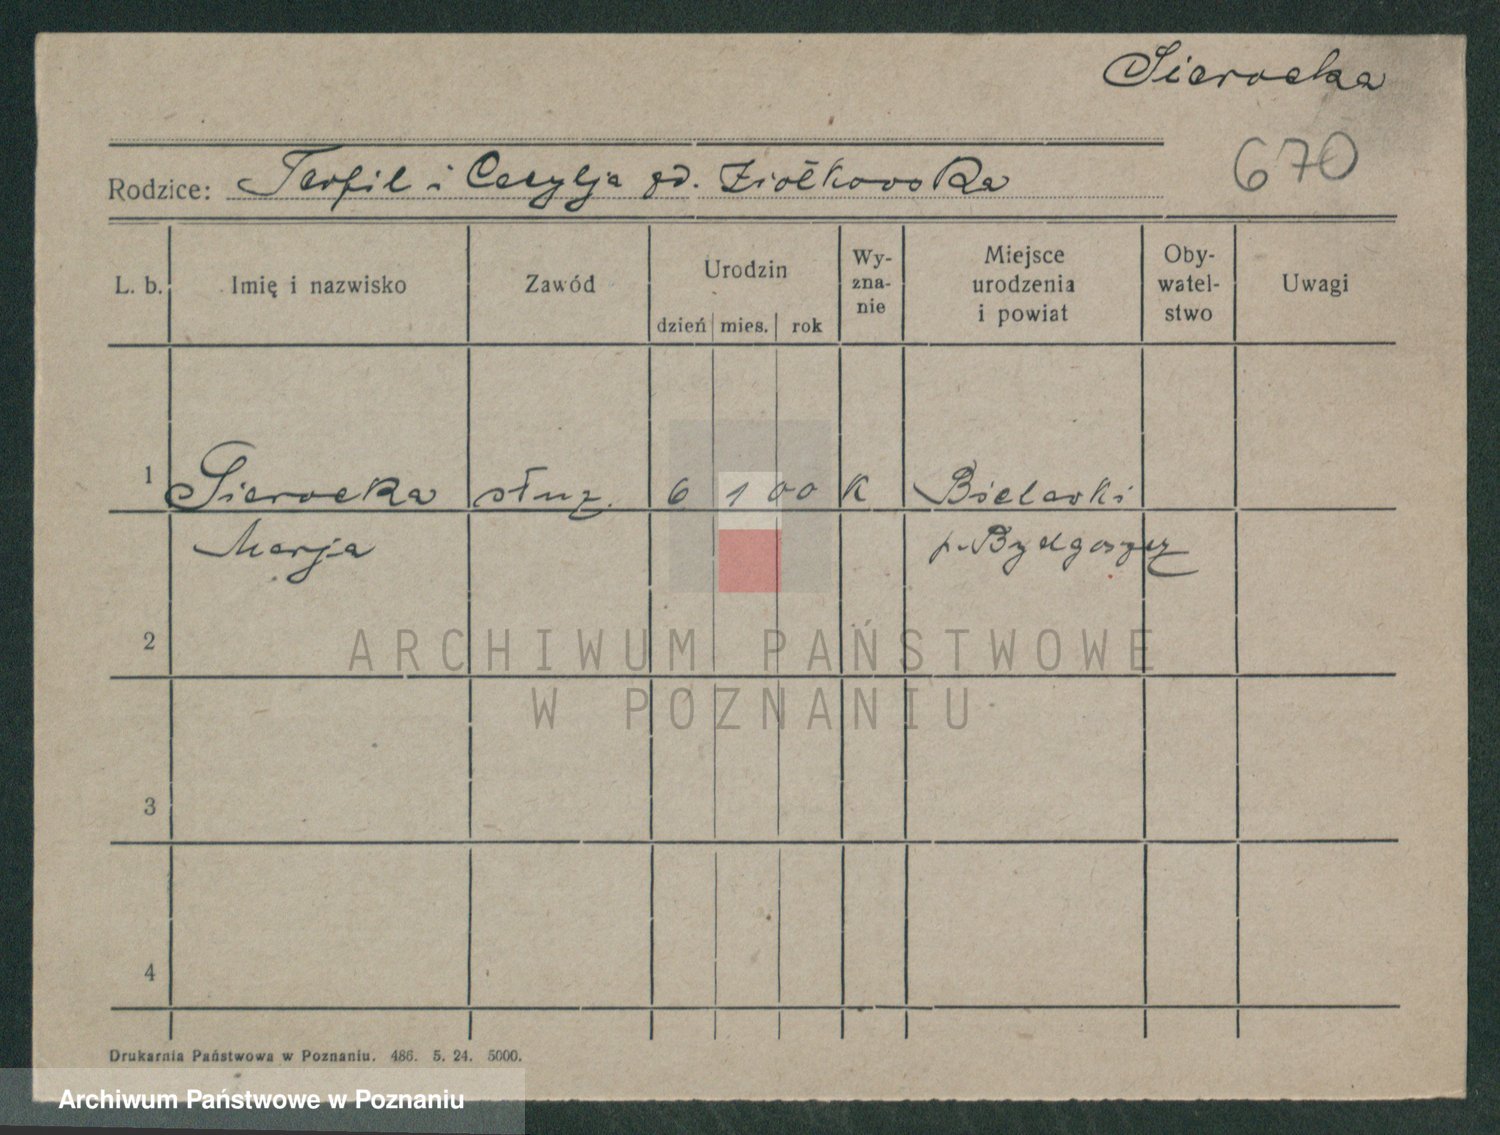 Sierocka
670
Rodzice: Teofil i Cecylja zd. Ziółkowska
L. b. Imię i nazwisko Zawód Urodzin Wy- Miejsce Oby- Uwagi
zna- urodzenia watel-
dzień mies. rok nie i powiat stwo
1 Sierocka służ. 6 1 00 K Bielawki
Marja p. Bydgoszcz
2
ARCHIWUM PAŃSTWOWE
W POZNANIU
3
4
Drukarnia Państwowa w Poznaniu. 486. 5. 24. 5000.
Archiwum Państwowe w Poznaniu